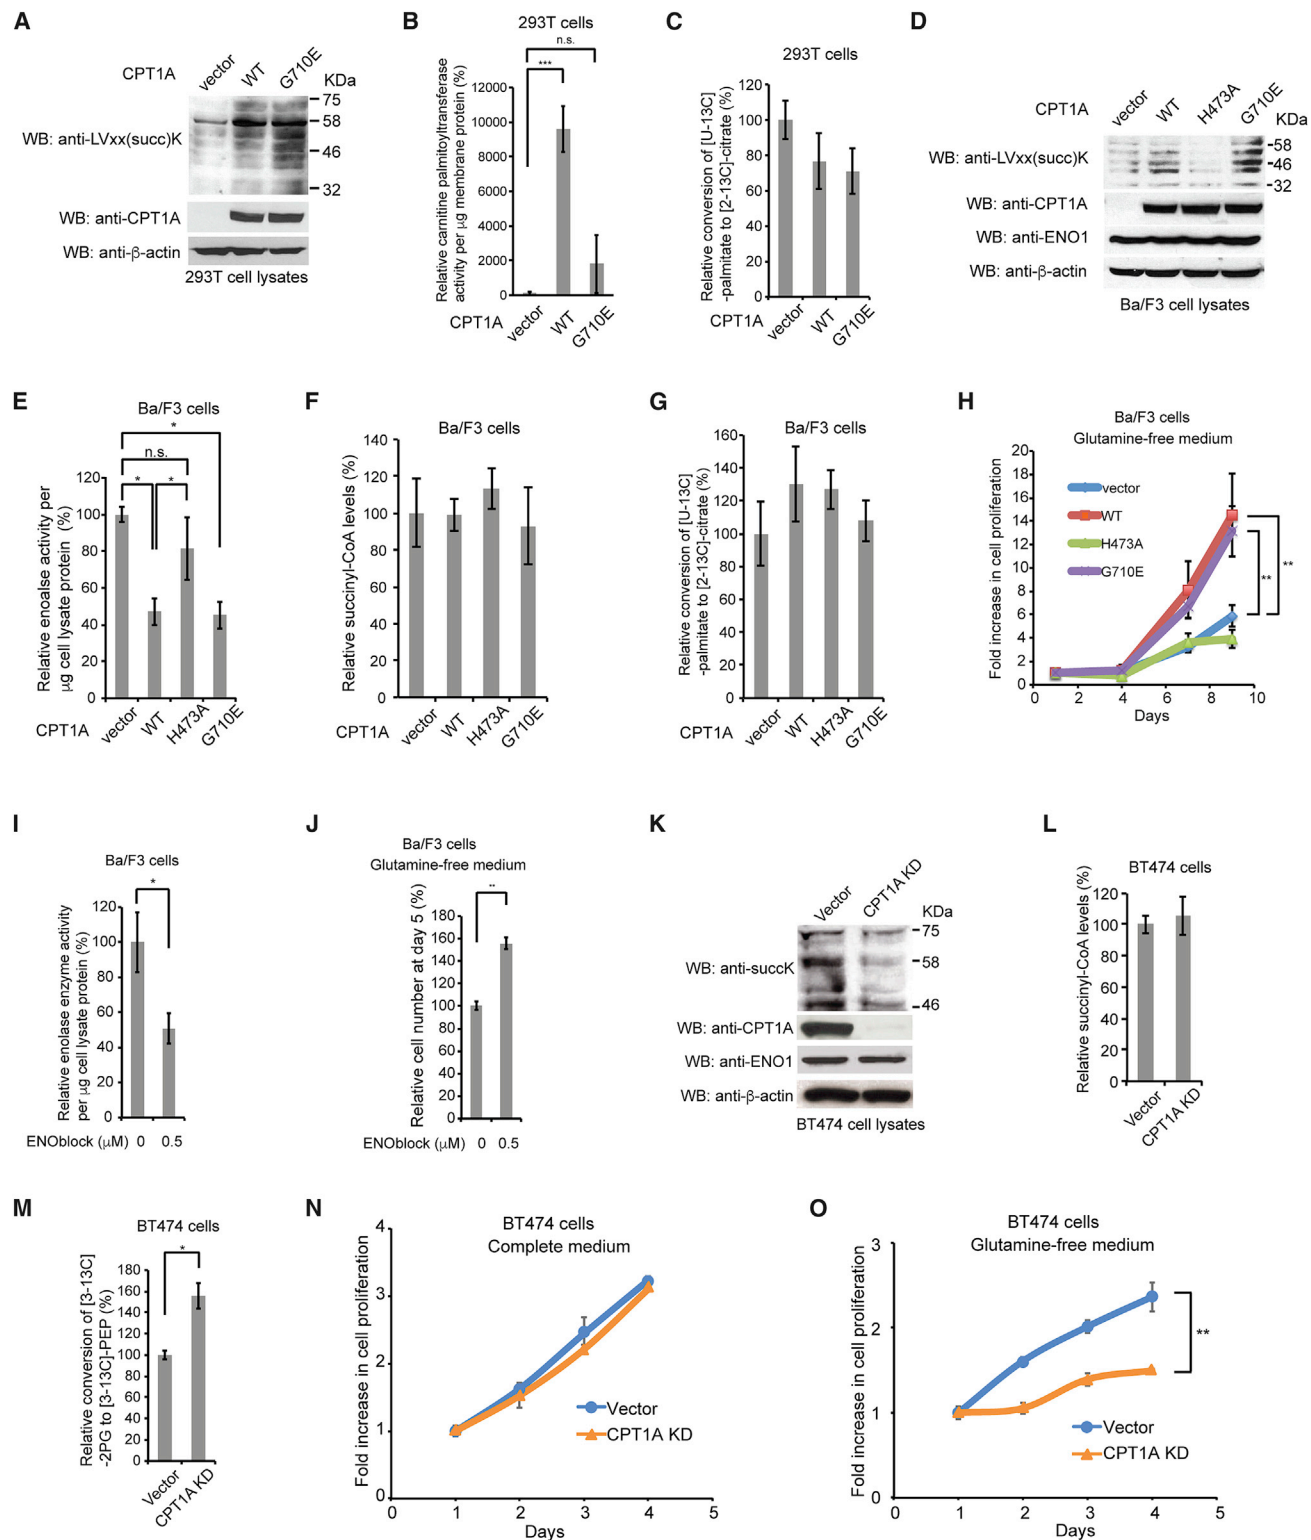 A
CPT1A
vector
WT
G710E
KDa
75
58
46
32
WB: anti-LVxx(succ)K
WB: anti-CPT1A
WB: anti-β-actin
293T cell lysates
B
293T cells
n.s.
***
Relative carnitine palmitoyltransferase
activity per μg membrane protein (%)
12000
10000
8000
6000
4000
2000
0
CPT1A
vector
WT
G710E
C
293T cells
Relative conversion of [U-13C]
-palmitate to [2-13C]-citrate (%)
120
100
80
60
40
20
0
CPT1A
vector
WT
G710E
D
CPT1A
vector
WT
H473A
G710E
KDa
58
46
32
WB: anti-LVxx(succ)K
WB: anti-CPT1A
WB: anti-ENO1
WB: anti-β-actin
Ba/F3 cell lysates
E
Ba/F3 cells
*
n.s.
*
*
Relative enoalse activity per
μg cell lysate protein (%)
120
100
80
60
40
20
0
CPT1A
vector
WT
H473A
G710E
F
Ba/F3 cells
Relative succinyl-CoA levels (%)
140
120
100
80
60
40
20
0
CPT1A
vector
WT
H473A
G710E
G
Ba/F3 cells
Relative conversion of [U-13C]
-palmitate to [2-13C]-citrate (%)
160
140
120
100
80
60
40
20
0
CPT1A
vector
WT
H473A
G710E
H
Ba/F3 cells
Glutamine-free medium
Fold increase in cell proliferation
20
18
16
14
12
10
8
6
4
2
0
vector
WT
H473A
G710E
**
**
0
2
4
6
8
10
Days
I
Ba/F3 cells
*
Relative enolase enzyme activity
per μg cell lysate protein (%)
120
100
80
60
40
20
0
ENOblock (μM) 0 0.5
J
Ba/F3 cells
Glutamine-free medium
**
Relative cell number at day 5 (%)
180
160
140
120
100
80
60
40
20
0
ENOblock (μM) 0 0.5
K
Vector
CPT1A KD
KDa
75
58
46
WB: anti-succK
WB: anti-CPT1A
WB: anti-ENO1
WB: anti-β-actin
BT474 cell lysates
L
BT474 cells
Relative succinyl-CoA levels (%)
120
100
80
60
40
20
0
Vector
CPT1A KD
M
BT474 cells
*
Relative conversion of [3-13C]
-2PG to [3-13C]-PEP (%)
180
160
140
120
100
80
60
40
20
0
Vector
CPT1A KD
N
BT474 cells
Complete medium
Fold increase in cell proliferation
4
3
2
1
0
Vector
CPT1A KD
0
1
2
3
4
5
Days
O
BT474 cells
Glutamine-free medium
Fold increase in cell proliferation
3
2
1
0
**
Vector
CPT1A KD
0
1
2
3
4
5
Days